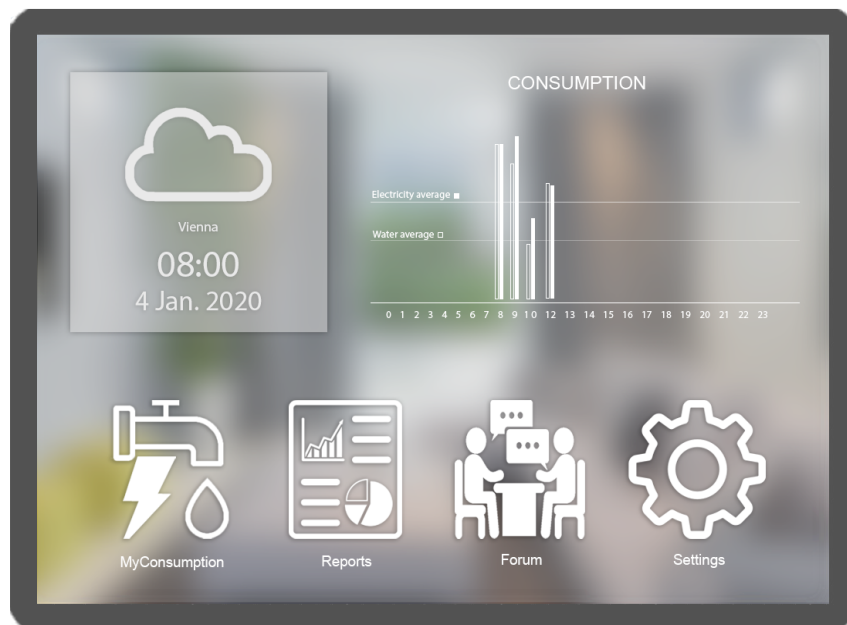 Vienna
08:00
4 Jan. 2020
CONSUMPTION
Electricity average
Water average
0 1 2 3 4 5 6 7 8 9 10 12 13 14 15 16 17 18 19 20 21 22 23
MyConsumption
Reports
Forum
Settings